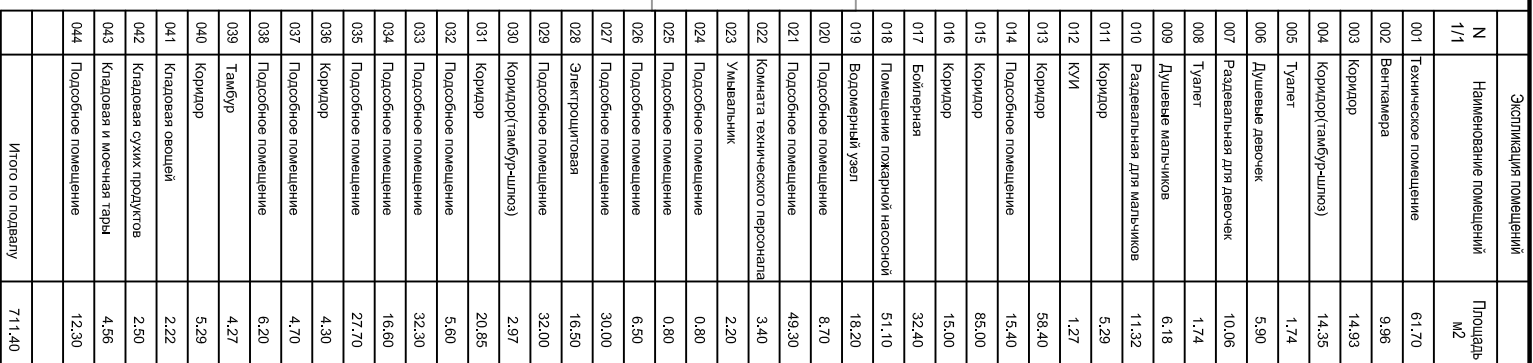 Экспликация помещений
N 1/1 Наименование помещений Площадь м2
001 Техническое помещение 61.70
002 Венткамера 9.96
003 Коридор 14.93
004 Коридор(тамбур-шлюз) 14.35
005 Туалет 1.74
006 Душевые девочек 5.90
007 Раздевальная для девочек 10.06
008 Туалет 1.74
009 Душевые мальчиков 6.18
010 Раздевальная для мальчиков 11.32
011 Коридор 5.29
012 КУИ 1.27
013 Коридор 58.40
014 Подсобное помещение 15.40
015 Коридор 85.00
016 Коридор 15.00
017 Бойлерная 32.40
018 Помещение пожарной насосной 51.10
019 Водомерный узел 18.20
020 Подсобное помещение 8.70
021 Подсобное помещение 49.30
022 Комната технического персонала 3.40
023 Умывальник 2.20
024 Подсобное помещение 0.80
025 Подсобное помещение 0.80
026 Подсобное помещение 6.50
027 Подсобное помещение 30.00
028 Электрощитовая 16.50
029 Подсобное помещение 32.00
030 Коридор(тамбур-шлюз) 2.97
031 Коридор 20.85
032 Подсобное помещение 5.60
033 Подсобное помещение 32.30
034 Подсобное помещение 16.60
035 Подсобное помещение 27.70
036 Коридор 4.30
037 Подсобное помещение 4.70
038 Подсобное помещение 6.20
039 Тамбур 4.27
040 Коридор 5.29
041 Кладовая овощей 2.22
042 Кладовая сухих продуктов 2.50
043 Кладовая и моечная тары 4.56
044 Подсобное помещение 12.30
Итого по подвалу 711.40